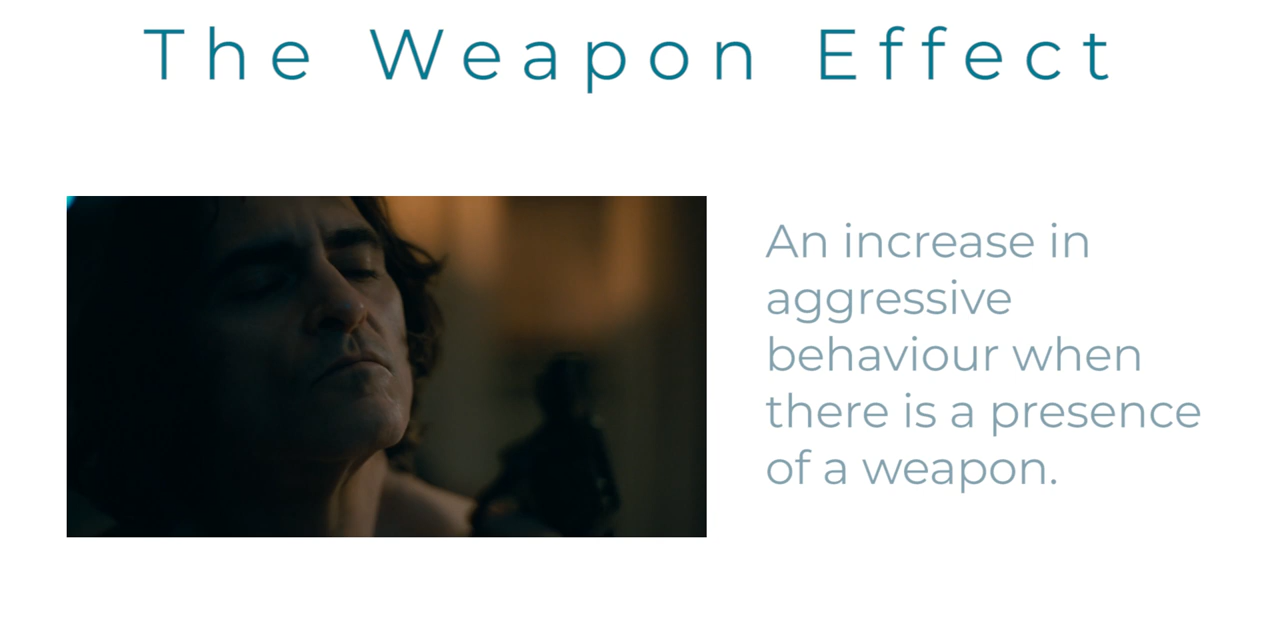 The Weapon Effect
An increase in
aggressive
behaviour when
there is a presence
of a weapon.